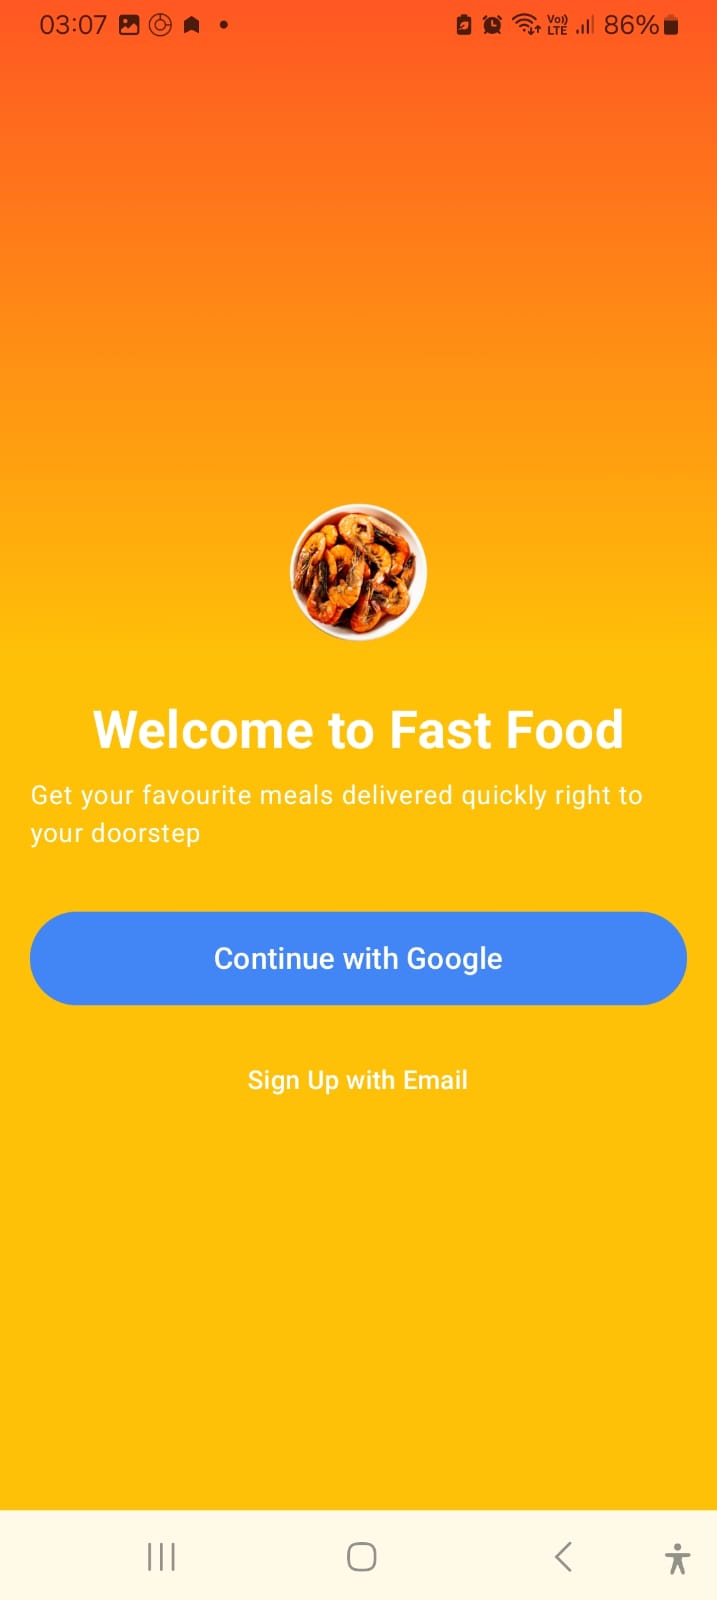 03:07 Vo)) LTE 86%
Welcome to Fast Food
Get your favourite meals delivered quickly right to
your doorstep
Continue with Google
Sign Up with Email